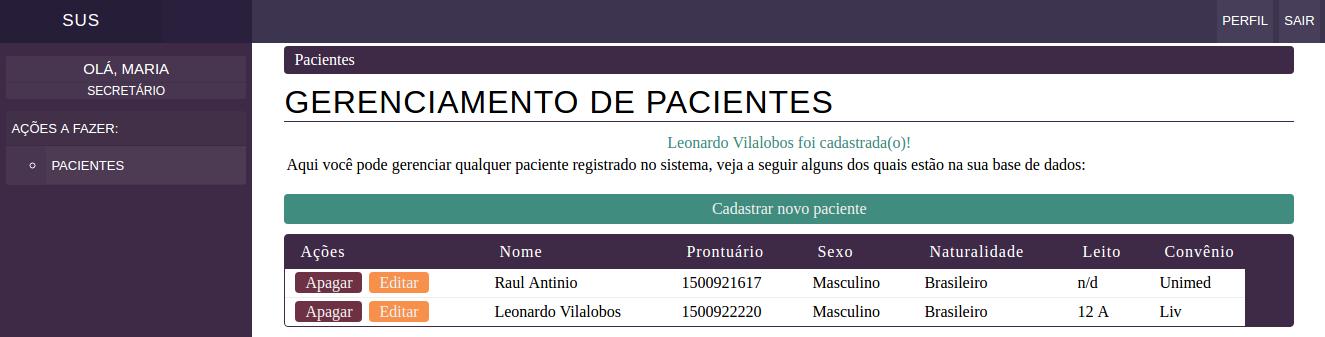 SUS
PERFIL SAIR
OLÁ, MARIA
SECRETÁRIO
AÇÕES A FAZER:
PACIENTES
Pacientes
GERENCIAMENTO DE PACIENTES
Leonardo Vilalobos foi cadastrada(o)!
Aqui você pode gerenciar qualquer paciente registrado no sistema, veja a seguir alguns dos quais estão na sua base de dados:
Cadastrar novo paciente
Ações Nome Prontuário Sexo Naturalidade Leito Convênio
Apagar Editar Raul Antinio 1500921617 Masculino Brasileiro n/d Unimed
Apagar Editar Leonardo Vilalobos 1500922220 Masculino Brasileiro 12 A Liv